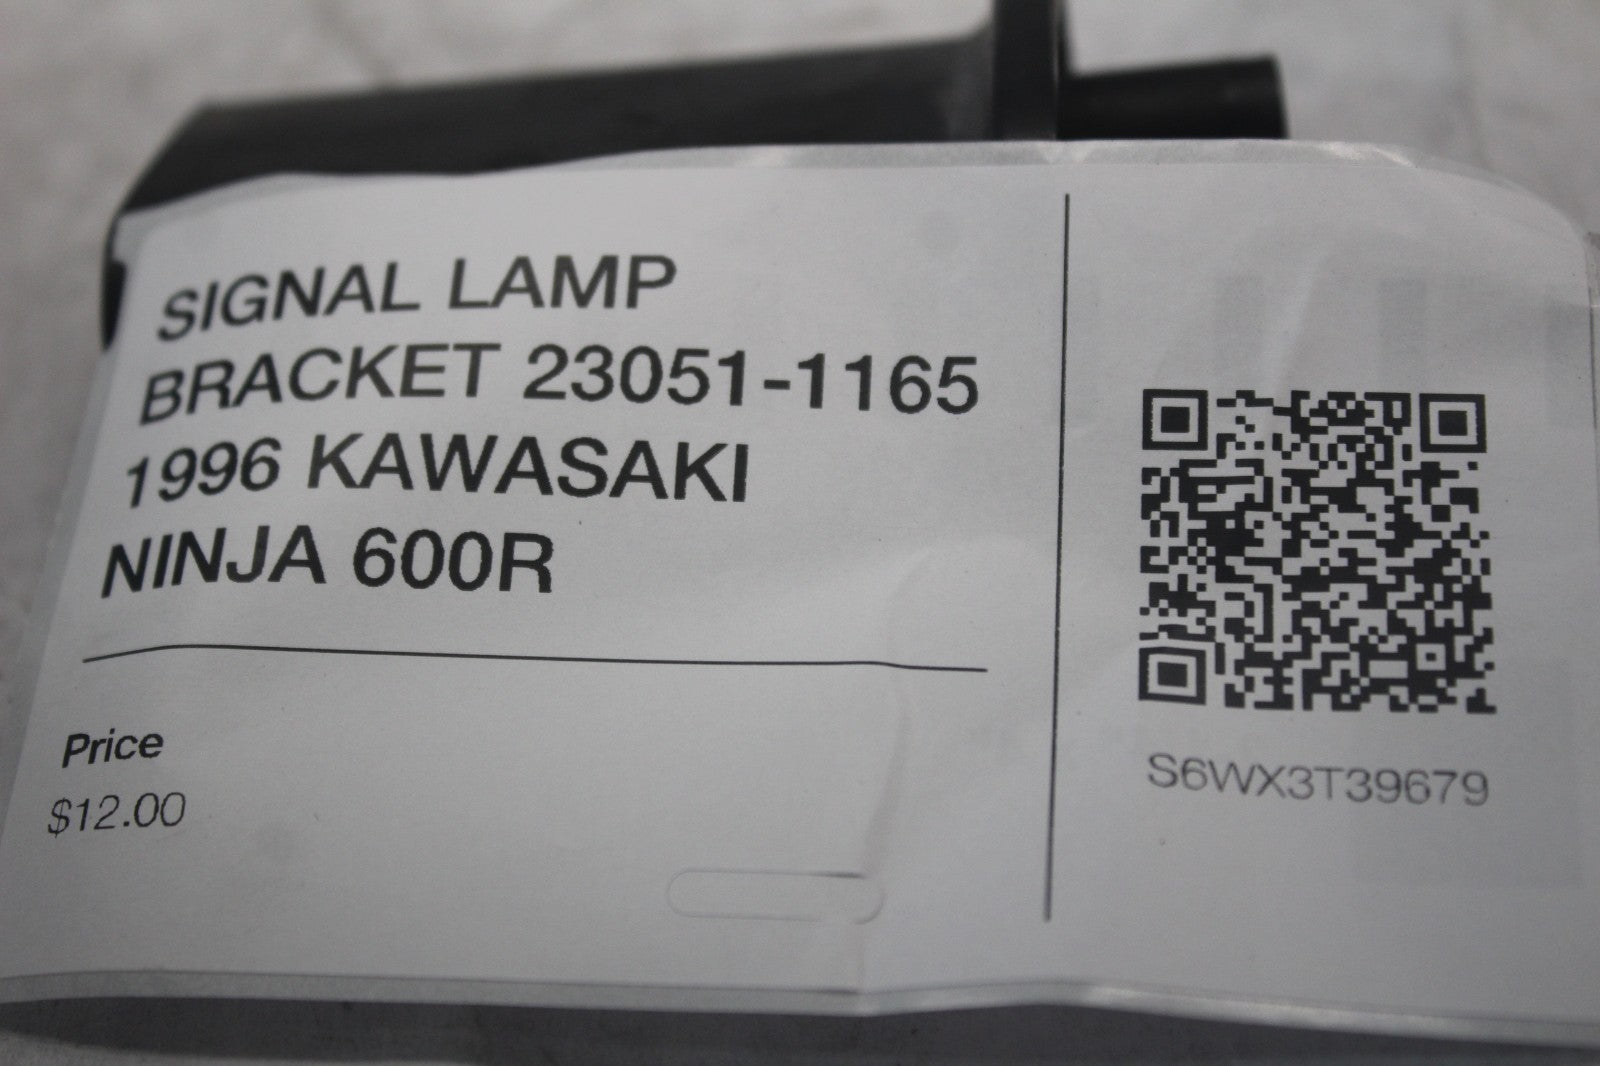 SIGNAL LAMP
BRACKET 23051-1165
1996 KAWASAKI
NINJA 600R
Price
$12.00
S6WX3T39679